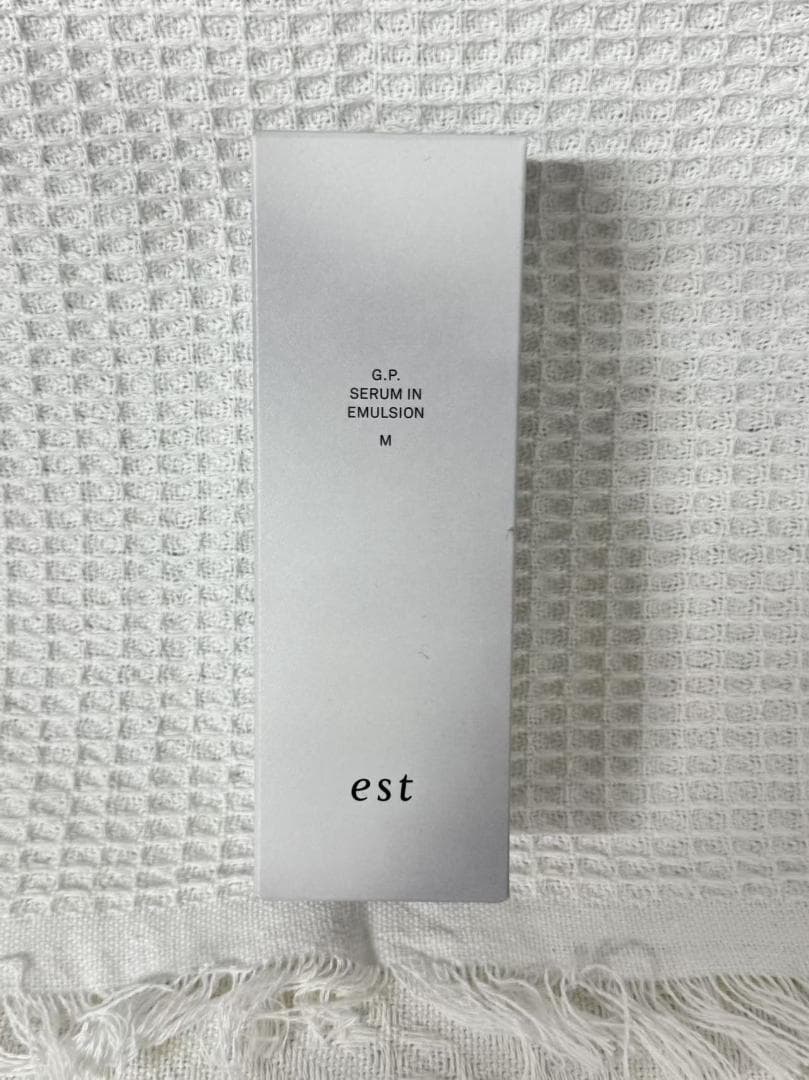 G.P.
SERUM IN
EMULSION
M
est